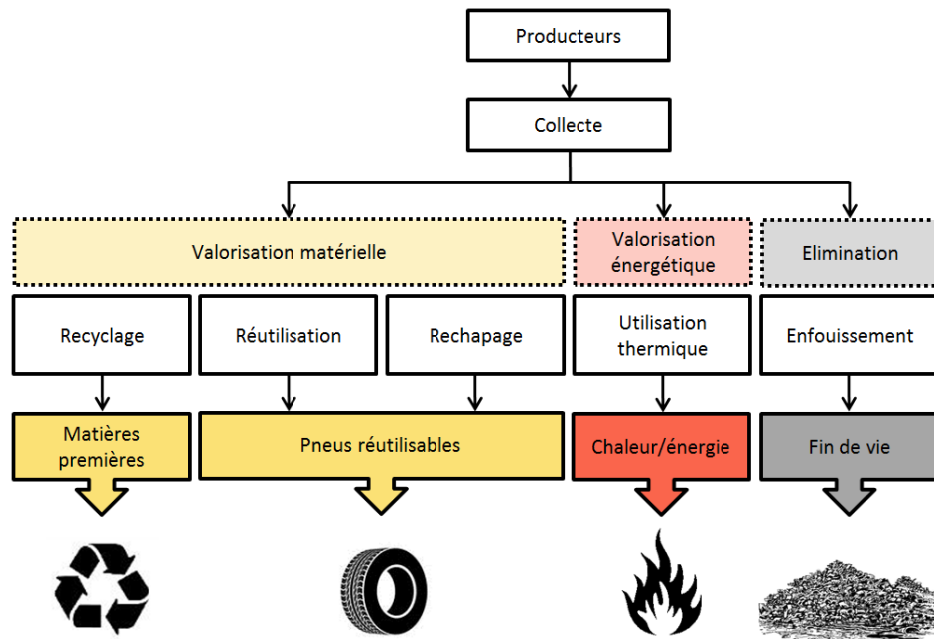 Producteurs
Collecte
Valorisation matérielle
Valorisation
énergétique
Elimination
Recyclage
Réutilisation
Rechapage
Utilisation
thermique
Enfouissement
Matières
premières
Pneus réutilisables
Chaleur/énergie
Fin de vie